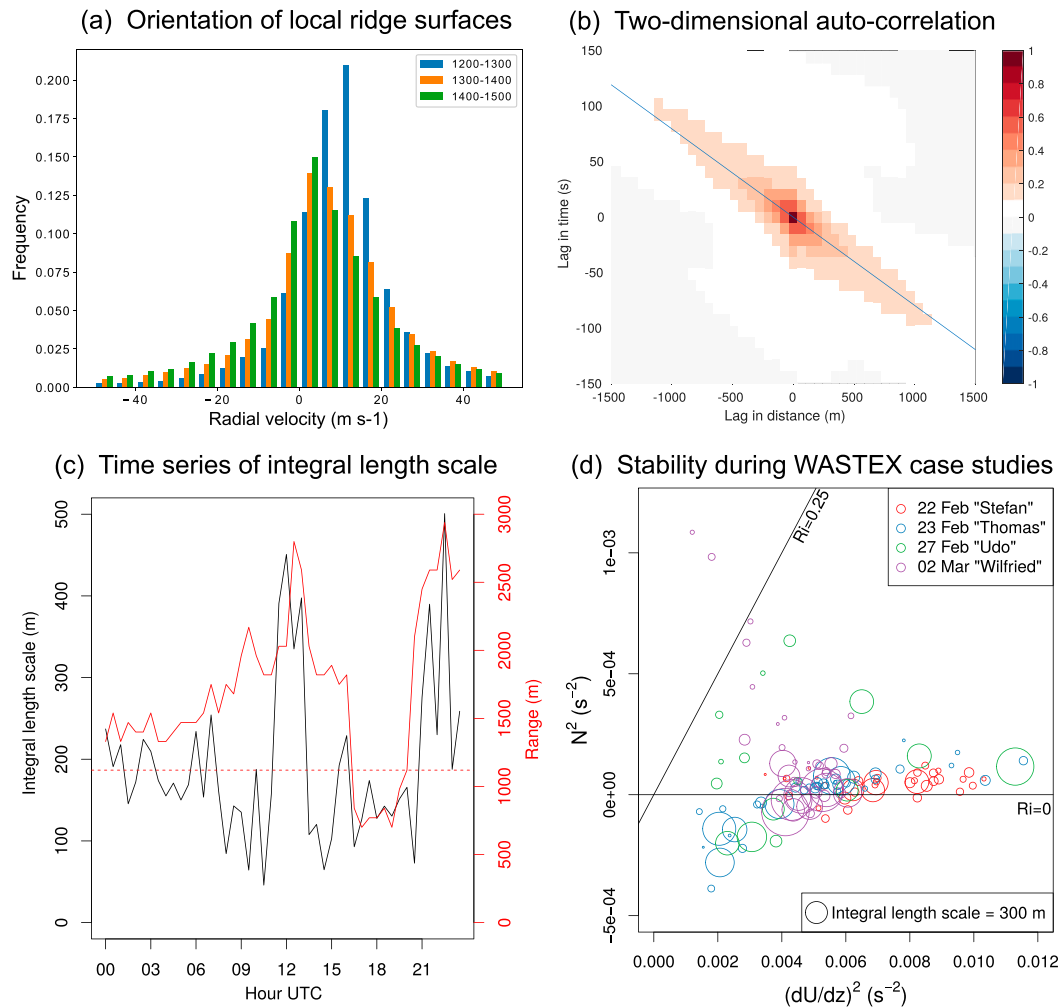 (a) Orientation of local ridge surfaces
1200-1300
1300-1400
1400-1500
0.200
0.175
0.150
0.125
0.100
0.075
0.050
0.025
0.000
Frequency
−40
−20
0
20
40
Radial velocity (m s-1)
(b) Two-dimensional auto-correlation
150
100
50
0
-50
-100
-150
Lag in time (s)
-1500
-1000
-500
0
500
1000
1500
Lag in distance (m)
1
0.8
0.6
0.4
0.2
0
-0.2
-0.4
-0.6
-0.8
-1
(c) Time series of integral length scale
500
400
300
200
100
0
Integral length scale (m)
3000
2500
2000
1500
1000
500
0
Range (m)
00
03
06
09
12
15
18
21
Hour UTC
(d) Stability during WASTEX case studies
Ri=0.25
22 Feb "Stefan"
23 Feb "Thomas"
27 Feb "Udo"
02 Mar "Wilfried"
1e−03
5e−04
0e+00
−5e−04
N² (s⁻²)
Ri=0
Integral length scale = 300 m
0.000
0.002
0.004
0.006
0.008
0.010
0.012
(dU/dz)² (s⁻²)